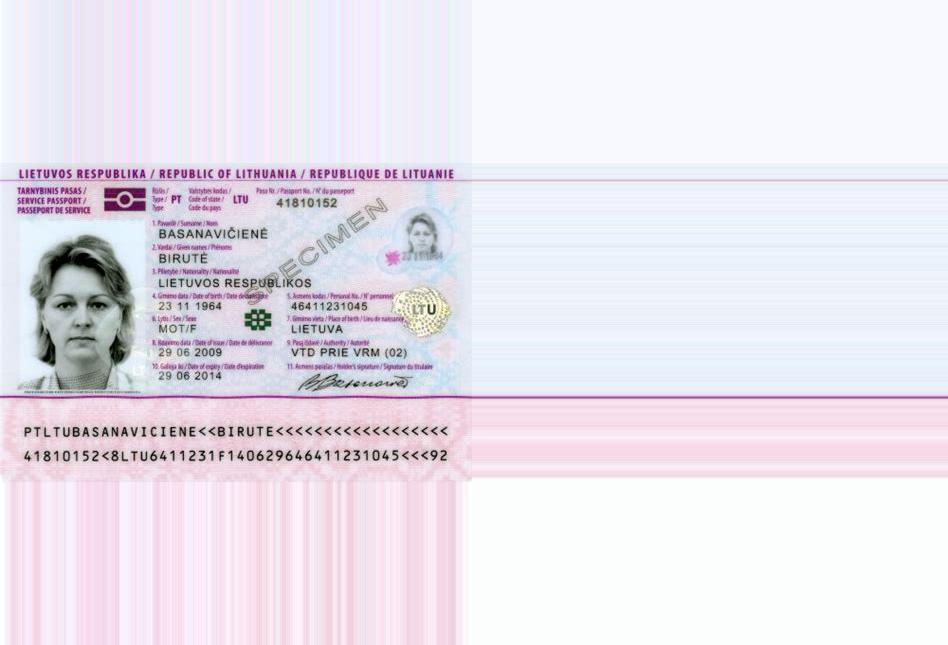 LIETUVOS RESPUBLIKA / REPUBLIC OF LITHUANIA / REPUBLIQUE DE LITUANIE
TARNYBINIS PASAS /
SERVICE PASSPORT /
PASSEPORT DE SERVICE
Rūšis /
Type / PT
Type
Valstybės kodas /
Code of state / LTU
Code du pays
Paso Nr. / Passport No. / N° du passeport
41810152
1. Pavardė / Surname / Nom
BASANAVIČIENĖ
2. Vardai / Given names / Prénoms
BIRUTĖ
3. Pilietybė / Nationality / Nationalité
LIETUVOS RESPUBLIKOS
4. Gimimo data / Date of birth / Date de naissance
23 11 1964
5. Asmens kodas / Personal No. / N° personnel
46411231045
6. Lytis / Sex / Sexe
MOT/F
7. Gimimo vieta / Place of birth / Lieu de naissance
LIETUVA
8. Išdavimo data / Date of issue / Date de délivrance
29 06 2009
9. Pasą išdavė / Authority / Autorité
VTD PRIE VRM (02)
10. Galioja iki / Date of expiry / Date d'expiration
29 06 2014
11. Asmens parašas / Holder's signature / Signature du titulaire
SPECIMEN
LTU
PTLTUBASANAVICIENE<<BIRUTE<<<<<<<<<<<<<<<<<<
41810152<8LTU6411231F140629646411231045<<<92